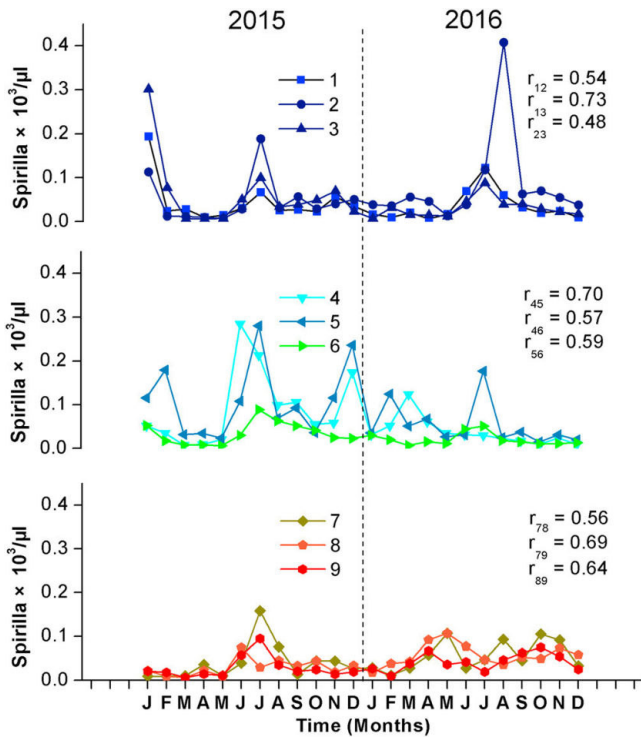 2015 2016
0.4
0.3
0.2
0.1
0.0
Spirilla × 10³/µl
1
2
3
r12 = 0.54
r13 = 0.73
r23 = 0.48
0.4
0.3
0.2
0.1
0.0
Spirilla × 10³/µl
4
5
6
r45 = 0.70
r46 = 0.57
r56 = 0.59
0.4
0.3
0.2
0.1
0.0
Spirilla × 10³/µl
7
8
9
r78 = 0.56
r79 = 0.69
r89 = 0.64
J F M A M J J A S O N D J F M A M J J A S O N D
Time (Months)